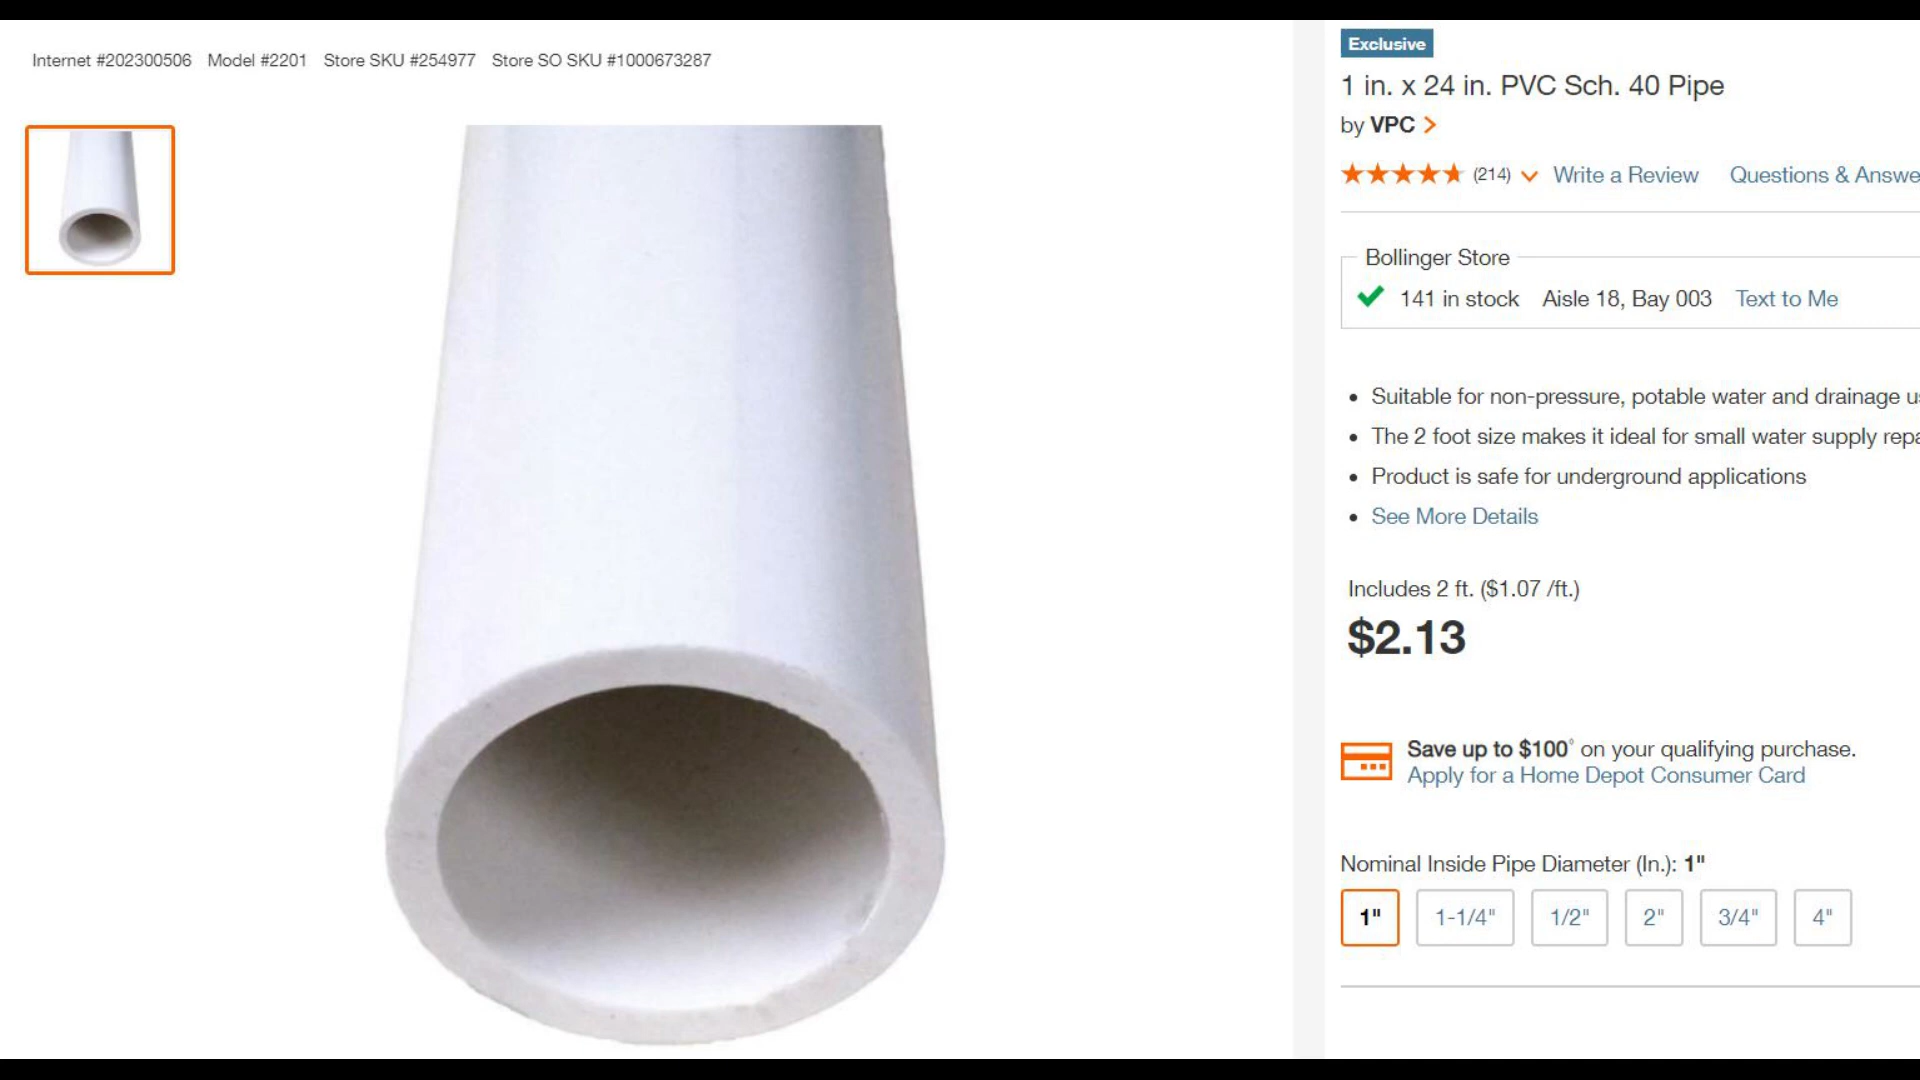 Internet #202300506 Model #2201 Store SKU #254977 Store SO SKU #1000673287
Exclusive
1 in. x 24 in. PVC Sch. 40 Pipe
by VPC
(214) Write a Review Questions & Answe
Bollinger Store
141 in stock Aisle 18, Bay 003 Text to Me
Suitable for non-pressure, potable water and drainage
The 2 foot size makes it ideal for small water supply repa
Product is safe for underground applications
See More Details
Includes 2 ft. ($1.07 /ft.)
$2.13
Save up to $100° on your qualifying purchase.
Apply for a Home Depot Consumer Card
Nominal Inside Pipe Diameter (In.): 1"
1" 1-1/4" 1/2" 2" 3/4" 4"